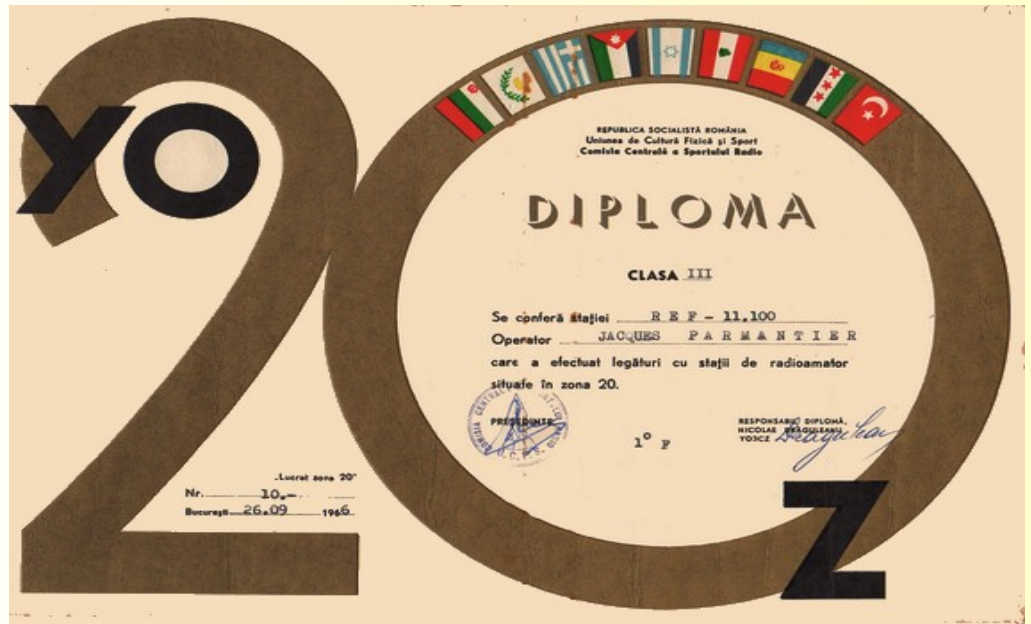 YO
20
Z
REPUBLICA SOCIALISTĂ ROMÂNIA
Uniunea de Cultură Fizică și Sport
Comisia Centrală a Sportului Radio
DIPLOMA
CLASA III
Se conferă stației REF - 11.100
Operator JACQUES PARMANTIER
care a efectuat legături cu stații de radioamator
situate în zona 20.
PREȘEDINTE,
1° F
RESPONSABIL DIPLOMĂ,
NICOLAE DRĂGULEANU
YO3CZ
„Lucrat zona 20"
Nr. 10.-
București 26.09 1966